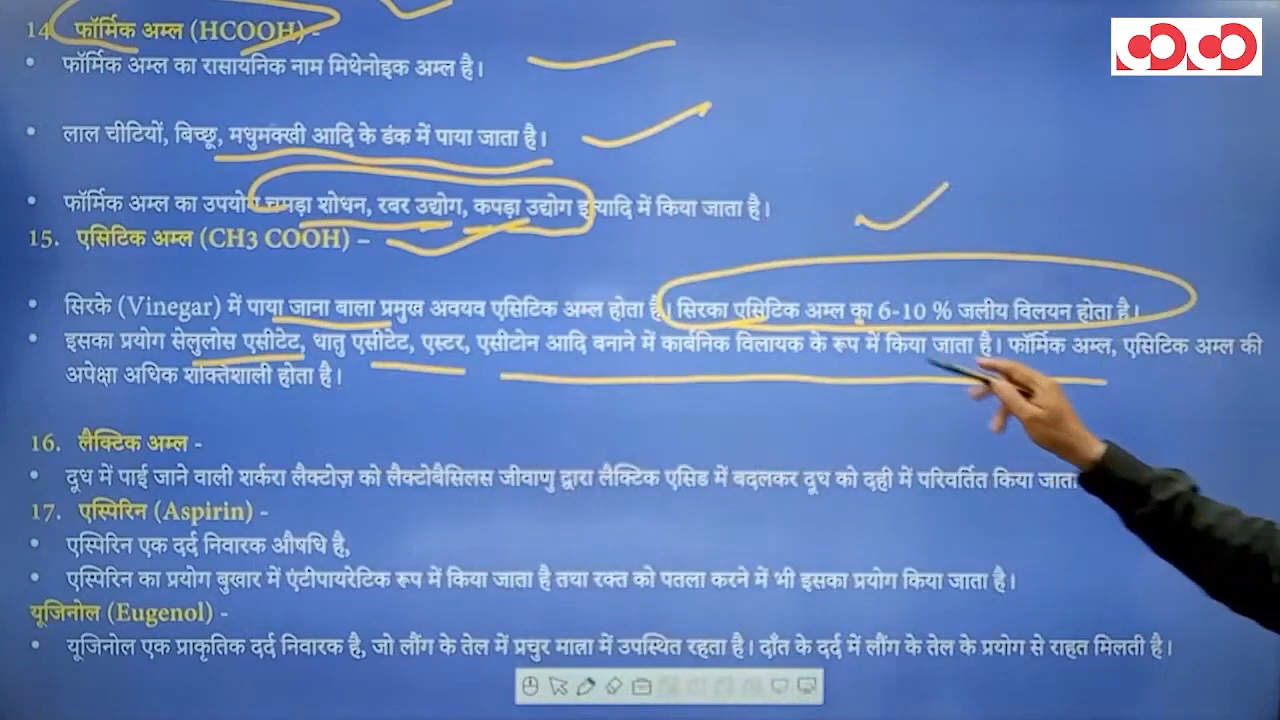 14. फॉर्मिक अम्ल (HCOOH) -
• फॉर्मिक अम्ल का रासायनिक नाम मिथेनोइक अम्ल है।
• लाल चीटियों, बिच्छू, मधुमक्खी आदि के डंक में पाया जाता है।
• फॉर्मिक अम्ल का उपयोग चमड़ा शोधन, रवर उद्योग, कपड़ा उद्योग इत्यादि में किया जाता है।
15. एसिटिक अम्ल (CH3 COOH) –
• सिरके (Vinegar) में पाया जाना बाला प्रमुख अवयव एसिटिक अम्ल होता है। सिरका एसिटिक अम्ल का 6-10 % जलीय विलयन होता है।
• इसका प्रयोग सेलुलोस एसीटेट, धातु एसीटेट, एस्टर, एसीटोन आदि बनाने में कार्वनिक विलायक के रूप में किया जाता है। फॉर्मिक अम्ल, एसिटिक अम्ल की
अपेक्षा अधिक शक्तिशाली होता है।
16. लैक्टिक अम्ल -
• दूध में पाई जाने वाली शर्करा लैक्टोज़ को लैक्टोबैसिलस जीवाणु द्वारा लैक्टिक एसिड में बदलकर दूध को दही में परिवर्तित किया जाता
17. एस्पिरिन (Aspirin) -
• एस्पिरिन एक दर्द निवारक औषधि है,
• एस्पिरिन का प्रयोग बुखार में एंटीपायरेटिक रूप में किया जाता है तया रक्त को पतला करने में भी इसका प्रयोग किया जाता है।
यूजिनोल (Eugenol) -
• यूजिनोल एक प्राकृतिक दर्द निवारक है, जो लौंग के तेल में प्रचुर मात्रा में उपस्थित रहता है। दाँत के दर्द में लौंग के तेल के प्रयोग से राहत मिलती है।